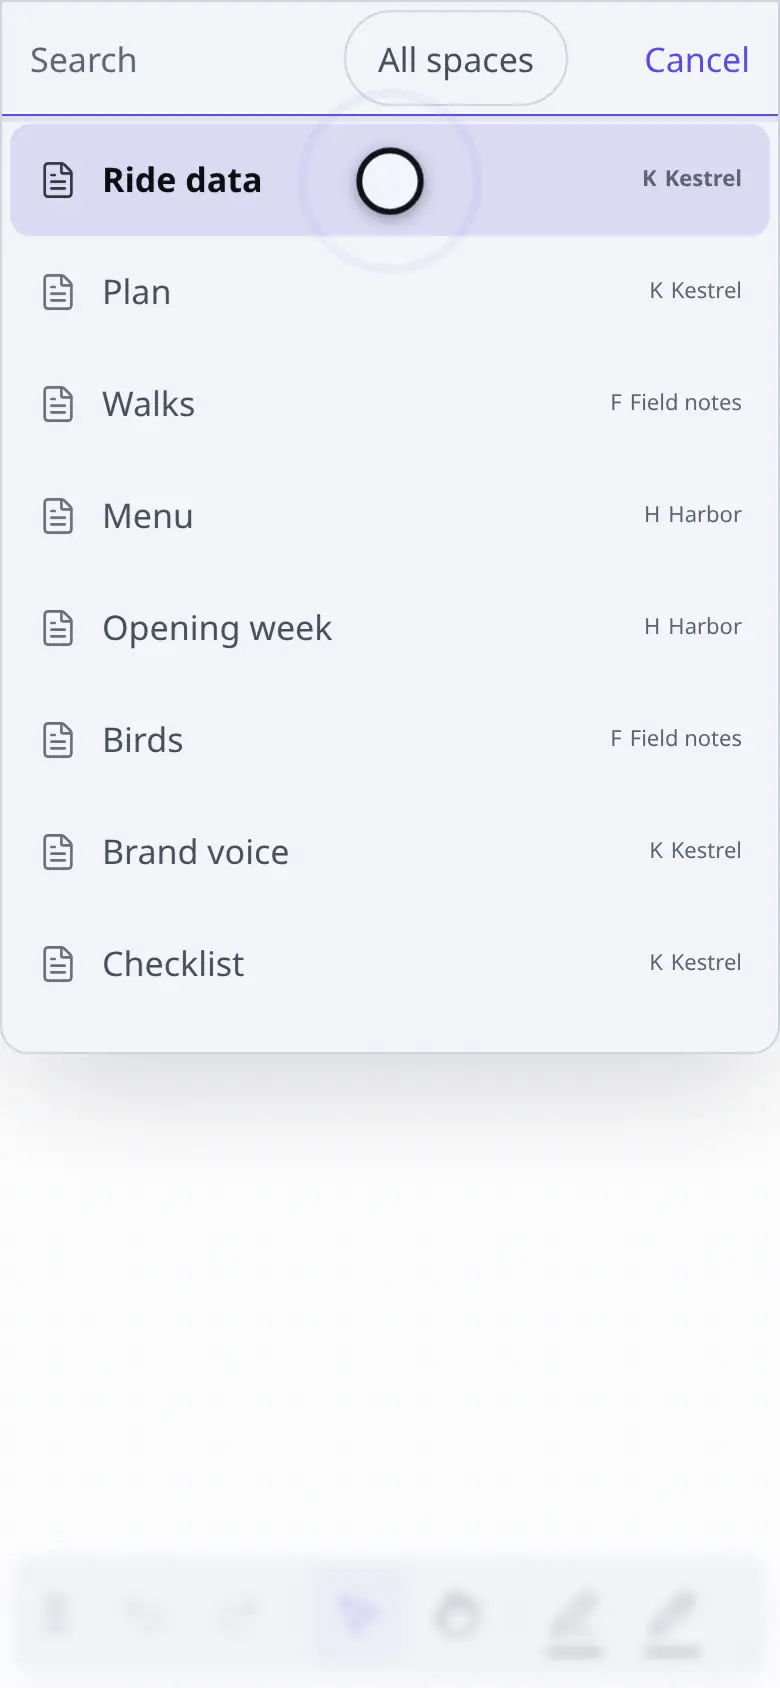 Search All spaces Cancel
Ride data K Kestrel
Plan K Kestrel
Walks F Field notes
Menu H Harbor
Opening week H Harbor
Birds F Field notes
Brand voice K Kestrel
Checklist K Kestrel